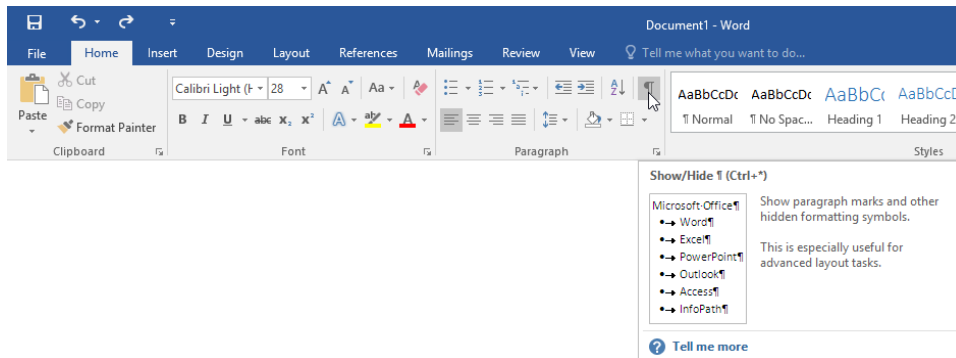 Document1 - Word
File Home Insert Design Layout References Mailings Review View Tell me what you want to do...
Cut
Copy
Paste
Format Painter
Calibri Light (H 28 A A Aa
B I U abc X₂ X² A ab A
A Z
¶
AaBbCcDc AaBbCcDc AaBbCc AaBbCcD
¶ Normal ¶ No Spac... Heading 1 Heading 2
Clipboard Font Paragraph Styles
Show/Hide ¶ (Ctrl+*)
Microsoft·Office¶
•→ Word¶
•→ Excel¶
•→ PowerPoint¶
•→ Outlook¶
•→ Access¶
•→ InfoPath¶
Show paragraph marks and other
hidden formatting symbols.
This is especially useful for
advanced layout tasks.
? Tell me more